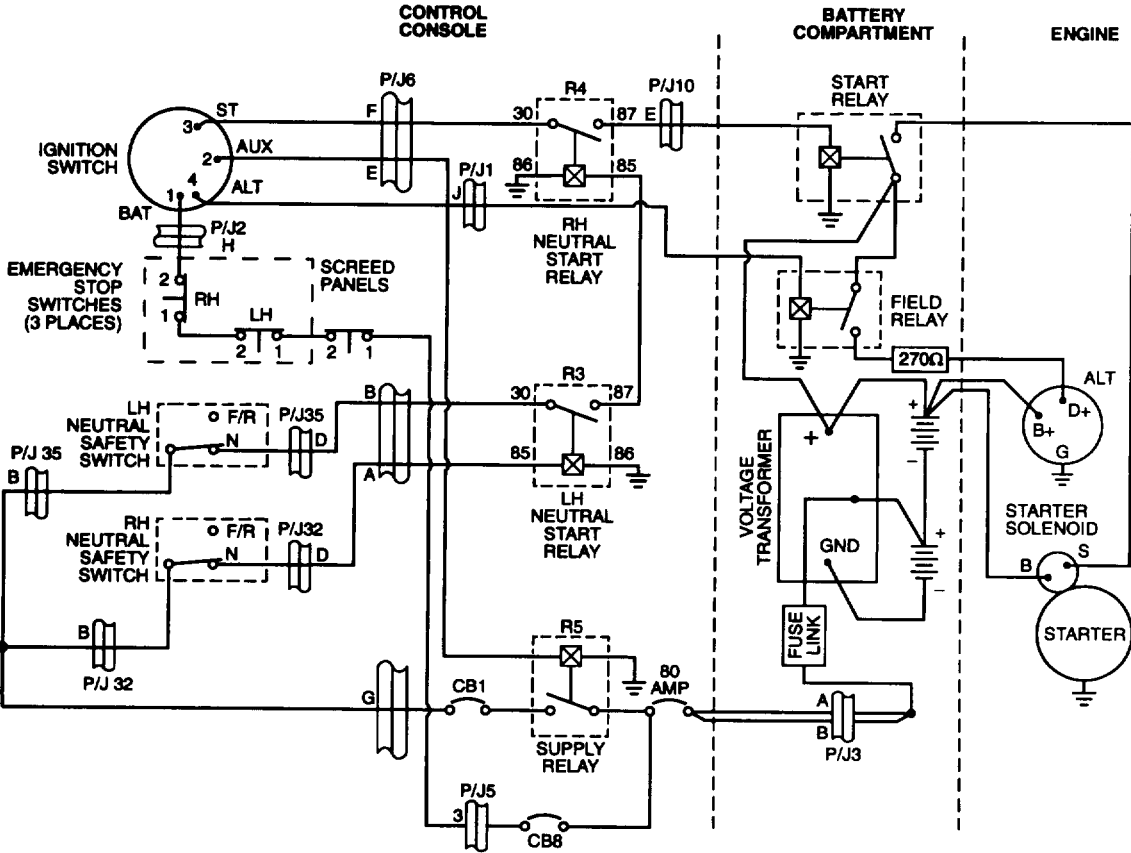 CONTROL
CONSOLE
BATTERY
COMPARTMENT
ENGINE
P/J6
R4
P/J10
START
RELAY
ST
F
30
87
E
3
IGNITION
SWITCH
2
AUX
E
P/J1
86
85
4
1
ALT
J
BAT
P/J2
H
RH
NEUTRAL
START
RELAY
EMERGENCY
STOP
SWITCHES
(3 PLACES)
2
RH
1
SCREED
PANELS
LH
2
1
2
1
FIELD
RELAY
270Ω
R3
ALT
LH
NEUTRAL
SAFETY
SWITCH
F/R
N
P/J35
D
B
30
87
+
D+
B+
G
+
–
P/J 35
B
A
85
86
LH
NEUTRAL
START
RELAY
VOLTAGE
TRANSFORMER
GND
+
–
STARTER
SOLENOID
B
S
RH
NEUTRAL
SAFETY
SWITCH
F/R
N
P/J32
D
B
P/J 32
R5
FUSE
LINK
STARTER
G
CB1
80
AMP
A
B
P/J3
SUPPLY
RELAY
P/J5
3
CB8